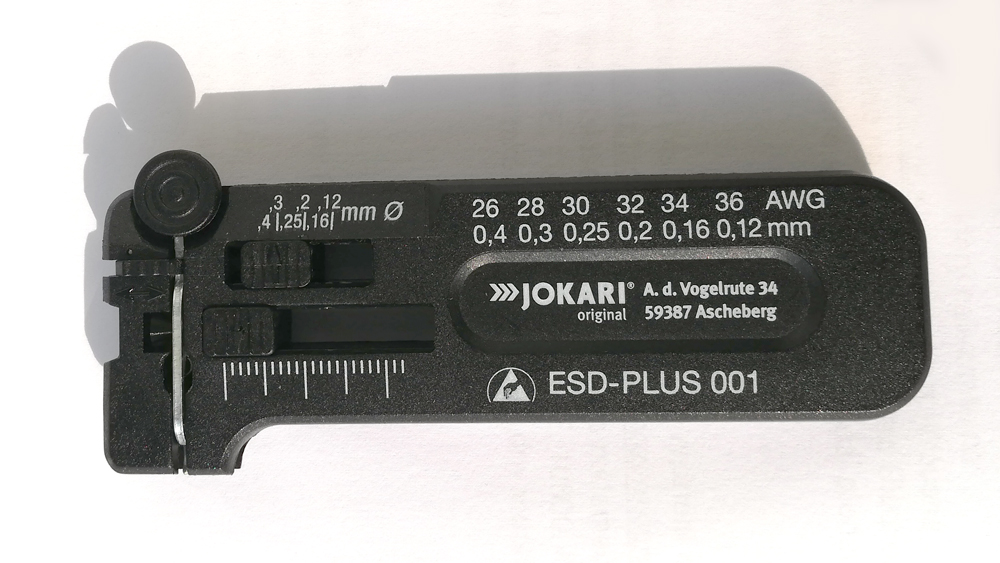 ,3 ,2 ,12
,4 ,25 ,16 mm Ø
26 28 30 32 34 36 AWG
0,4 0,3 0,25 0,2 0,16 0,12 mm
JOKARI® A. d. Vogelrute 34
original 59387 Ascheberg
ESD-PLUS 001